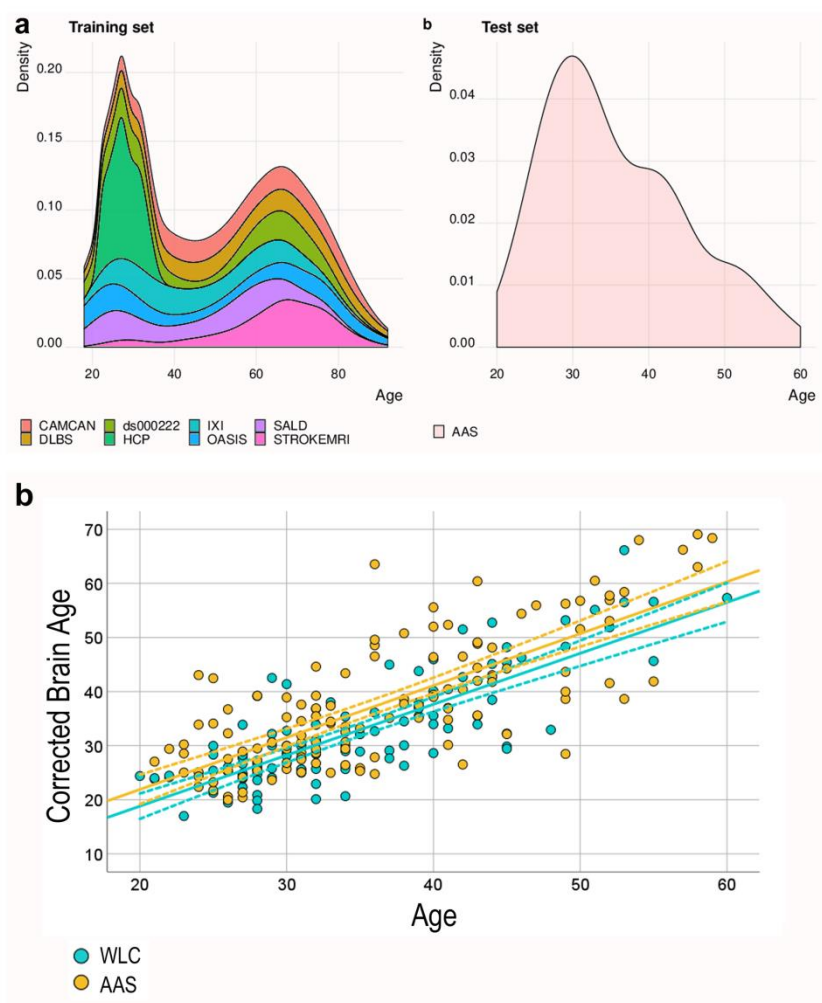 a Training set
Density
0.20
0.15
0.10
0.05
0.00
20 40 60 80
Age
CAMCAN ds000222 IXI SALD
DLBS HCP OASIS STROKEMRI
b Test set
Density
0.04
0.03
0.02
0.01
0.00
20 30 40 50 60
Age
AAS
b
Corrected Brain Age
70
60
50
40
30
20
10
20 30 40 50 60
Age
WLC
AAS